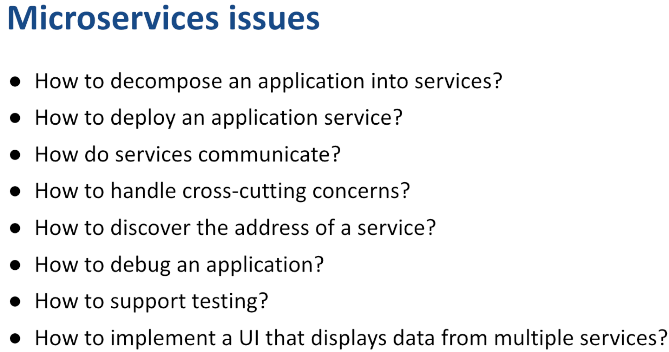 Microservices issues
● How to decompose an application into services?
● How to deploy an application service?
● How do services communicate?
● How to handle cross-cutting concerns?
● How to discover the address of a service?
● How to debug an application?
● How to support testing?
● How to implement a UI that displays data from multiple services?